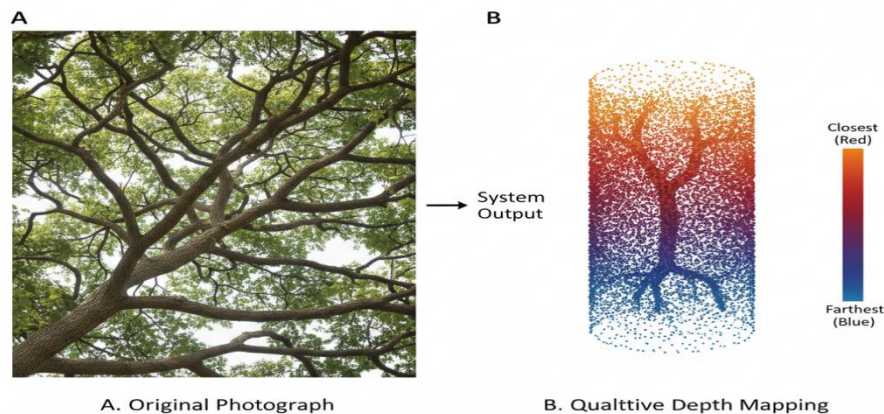 A
B
Closest
(Red)
System
Output
Farthest
(Blue)
A. Original Photograph
B. Qualttive Depth Mapping